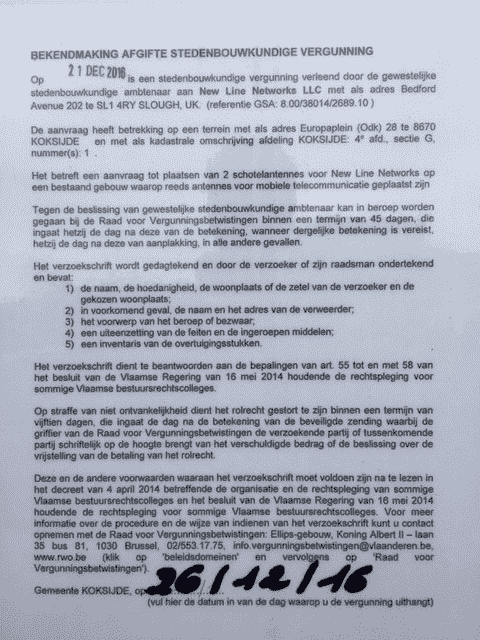 BEKENDMAKING AFGIFTE STEDENBOUWKUNDIGE VERGUNNING
Op 21 DEC 2016 is een stedenbouwkundige vergunning verleend door de gewestelijke
stedenbouwkundige ambtenaar aan New Line Networks LLC met als adres Bedford
Avenue 202 te SL1 4RY SLOUGH, UK. (referentie GSA: 8.00/38014/2689.10 )
De aanvraag heeft betrekking op een terrein met als adres Europaplein (Odk) 28 te 8670
KOKSIJDE en met als kadastrale omschrijving afdeling KOKSIJDE: 4° afd., sectie G,
nummer(s): 1 .
Het betreft een aanvraag tot plaatsen van 2 schotelantennes voor New Line Networks op
een bestaand gebouw waarop reeds antennes voor mobiele telecommunicatie geplaatst zijn
Tegen de beslissing van gewestelijke stedenbouwkundige ambtenaar kan in beroep worden
gegaan bij de Raad voor Vergunningsbetwistingen binnen een termijn van 45 dagen, die
ingaat hetzij de dag na deze van de betekening, wanneer dergelijke betekening is vereist,
hetzij de dag na deze van aanplakking, in alle andere gevallen.
Het verzoekschrift wordt gedagtekend en door de verzoeker of zijn raadsman ondertekend
en bevat:
1) de naam, de hoedanigheid, de woonplaats of de zetel van de verzoeker en de
gekozen woonplaats;
2) in voorkomend geval, de naam en het adres van de verweerder;
3) het voorwerp van het beroep of bezwaar;
4) een uiteenzetting van de feiten en de ingeroepen middelen;
5) een inventaris van de overtuigingsstukken.
Het verzoekschrift dient te beantwoorden aan de bepalingen van art. 55 tot en met 58 van
het besluit van de Vlaamse Regering van 16 mei 2014 houdende de rechtspleging voor
sommige Vlaamse bestuursrechtscolleges.
Op straffe van niet ontvankelijkheid dient het rolrecht gestort te zijn binnen een termijn van
vijftien dagen, die ingaat de dag na de betekening van de beveiligde zending waarbij de
griffier van de Raad voor Vergunningsbetwistingen de verzoekende partij of tussenkomende
partij schriftelijk op de hoogte brengt van het verschuldigd bedrag of de beslissing over de
vrijstelling van de betaling van het rolrecht.
Deze en de andere voorwaarden waaraan het verzoekschrift moet voldoen zijn na te lezen in
het decreet van 4 april 2014 betreffende de organisatie en de rechtspleging van sommige
Vlaamse bestuursrechtscolleges en het besluit van de Vlaamse Regering van 16 mei 2014
houdende de rechtspleging voor sommige Vlaamse bestuursrechtscolleges. Voor meer
informatie over de procedure en de wijze van indienen van het verzoekschrift kunt u contact
opnemen met de Raad voor Vergunningsbetwistingen: Ellips-gebouw, Koning Albert II – laan
35 bus 81, 1030 Brussel, 02/553.17.75, info.vergunningsbetwistingen@vlaanderen.be,
www.rwo.be (klik op 'beleidsdomeinen' en vervolgens op 'Raad voor
Vergunningsbetwistingen').
Gemeente KOKSIJDE, op 26/12/16
(vul hier de datum in van de dag waarop u de vergunning uithangt)